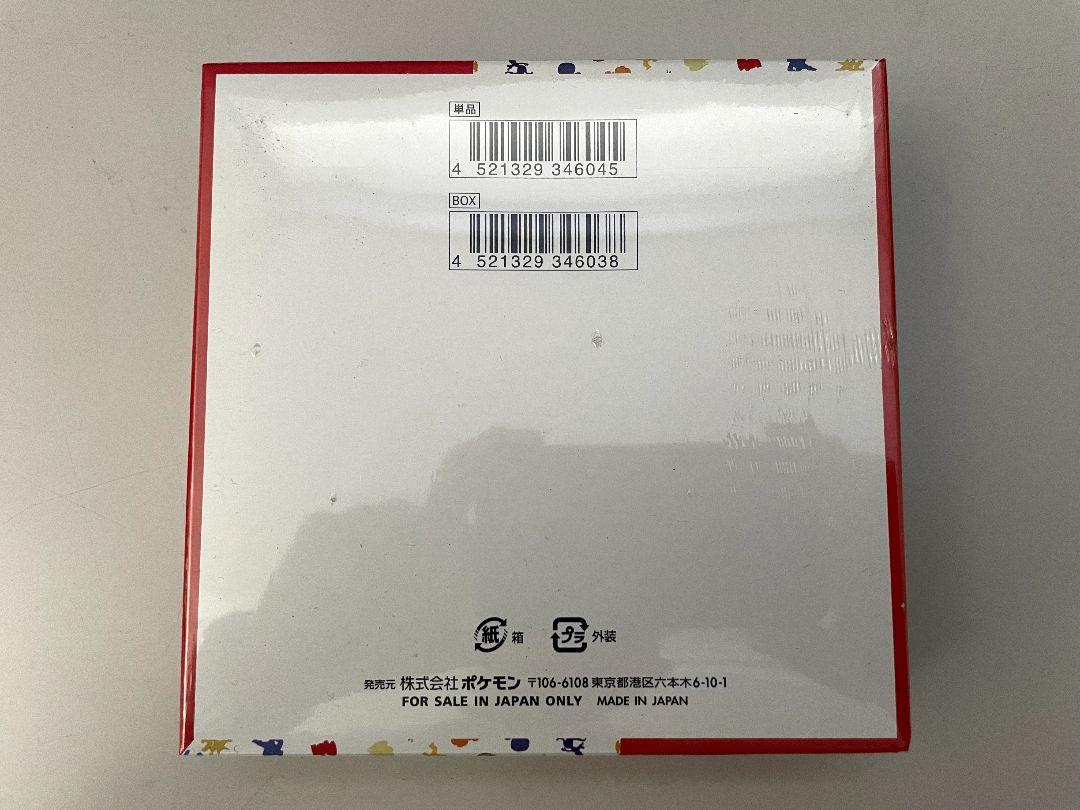 単品
4 521329 346045
BOX
4 521329 346038
紙 箱 プラ 外装
発売元 株式会社ポケモン 〒106-6108 東京都港区六本木6-10-1
FOR SALE IN JAPAN ONLY MADE IN JAPAN